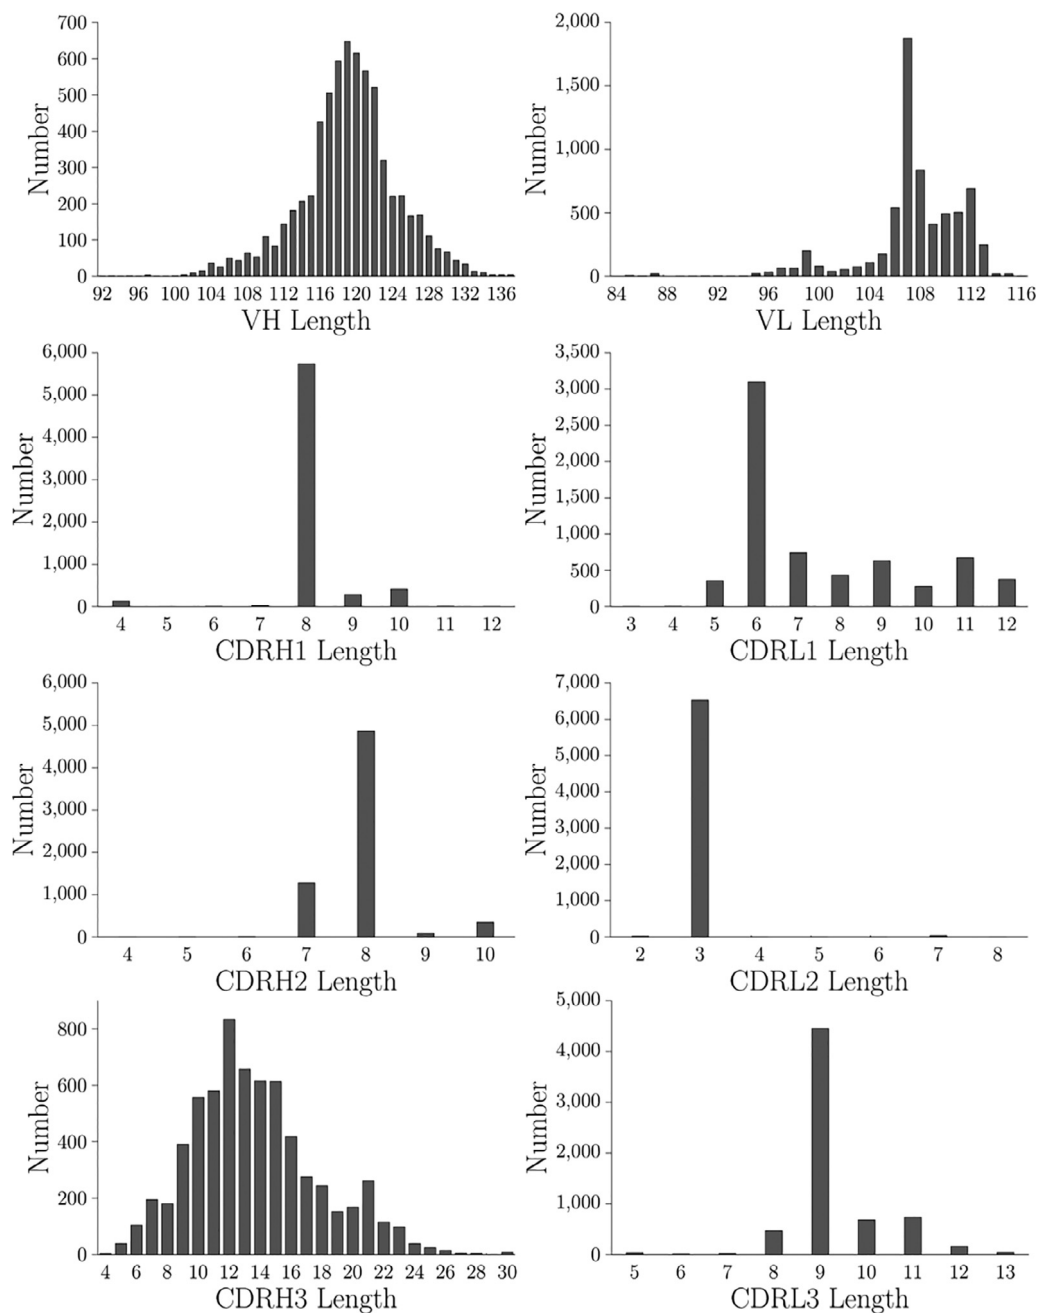 700
600
500
400
300
200
100
0
Number
92 96 100 104 108 112 116 120 124 128 132 136
VH Length
2,000
1,500
1,000
500
0
Number
84 88 92 96 100 104 108 112 116
VL Length
6,000
5,000
4,000
3,000
2,000
1,000
0
Number
4 5 6 7 8 9 10 11 12
CDRH1 Length
3,500
3,000
2,500
2,000
1,500
1,000
500
0
Number
3 4 5 6 7 8 9 10 11 12
CDRL1 Length
6,000
5,000
4,000
3,000
2,000
1,000
0
Number
4 5 6 7 8 9 10
CDRH2 Length
7,000
6,000
5,000
4,000
3,000
2,000
1,000
0
Number
2 3 4 5 6 7 8
CDRL2 Length
800
600
400
200
0
Number
4 6 8 10 12 14 16 18 20 22 24 26 28 30
CDRH3 Length
5,000
4,000
3,000
2,000
1,000
0
Number
5 6 7 8 9 10 11 12 13
CDRL3 Length